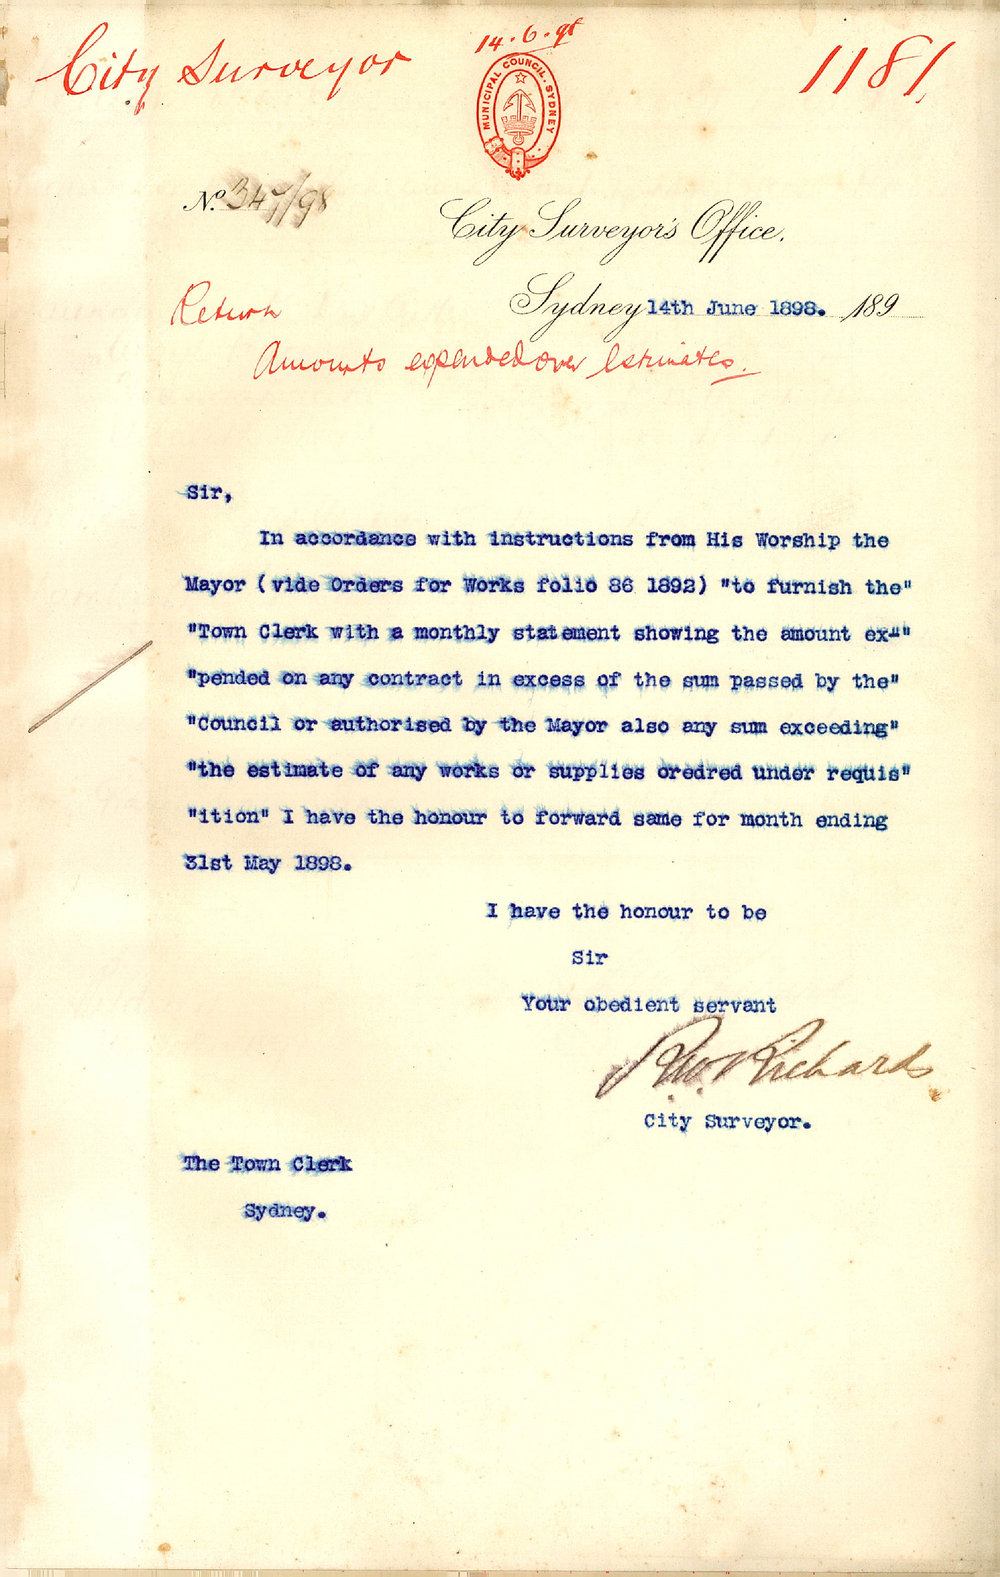 City Surveyor
14.6.98
1181
MUNICIPAL COUNCIL. SYDNEY
No. 347/98
City Surveyor's Office.
Sydney 14th June 1898. 189
Return
Amounts expended over Estimates.
Sir,
In accordance with instructions from His Worship the
Mayor (vide Orders for Works folio 86 1892) "to furnish the"
"Town Clerk with a monthly statement showing the amount ex-"
"pended on any contract in excess of the sum passed by the"
"Council or authorised by the Mayor also any sum exceeding"
"the estimate of any works or supplies oredred under requis"
"ition" I have the honour to forward same for month ending
31st May 1898.
I have the honour to be
Sir
Your obedient servant
R.W. Richards
City Surveyor.
The Town Clerk
Sydney.